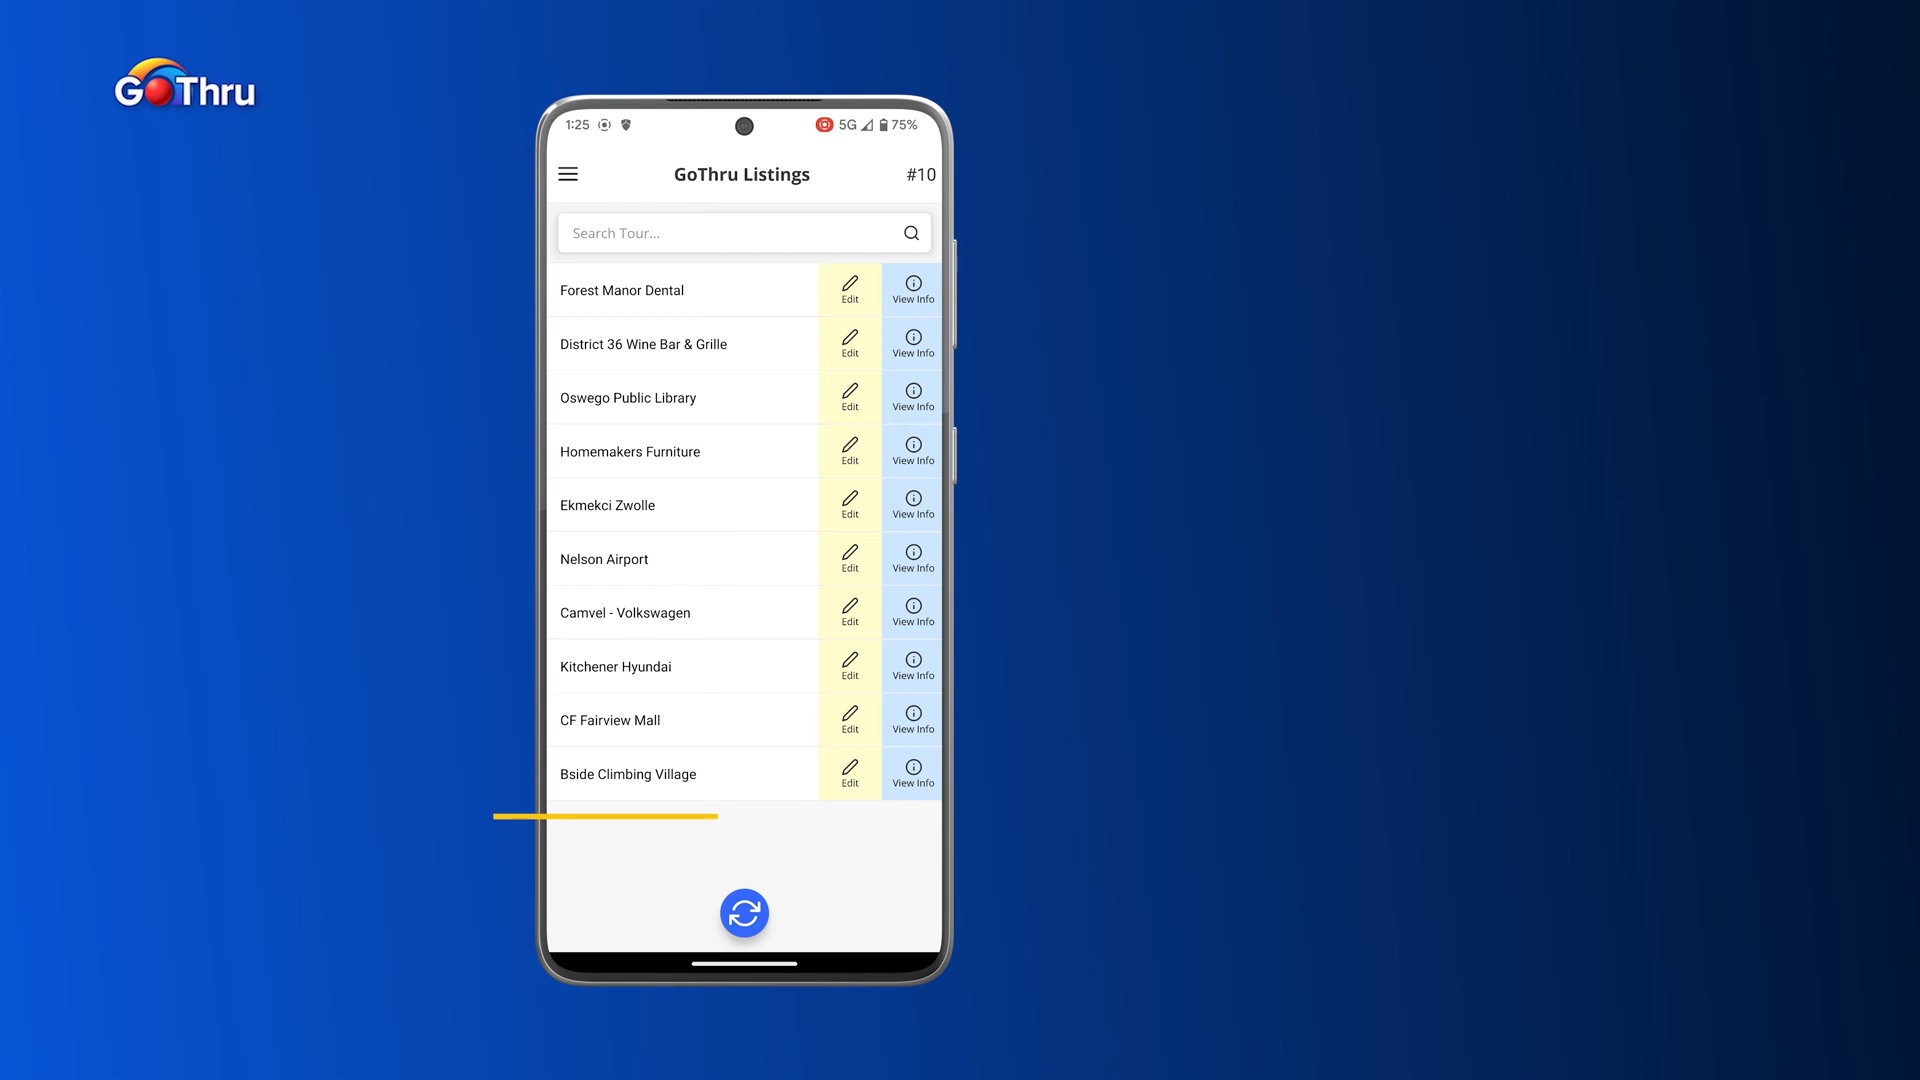 GoThru
1:25 5G 75%
GoThru Listings #10
Search Tour...
Forest Manor Dental Edit View Info
District 36 Wine Bar & Grille Edit View Info
Oswego Public Library Edit View Info
Homemakers Furniture Edit View Info
Ekmekci Zwolle Edit View Info
Nelson Airport Edit View Info
Camvel - Volkswagen Edit View Info
Kitchener Hyundai Edit View Info
CF Fairview Mall Edit View Info
Bside Climbing Village Edit View Info